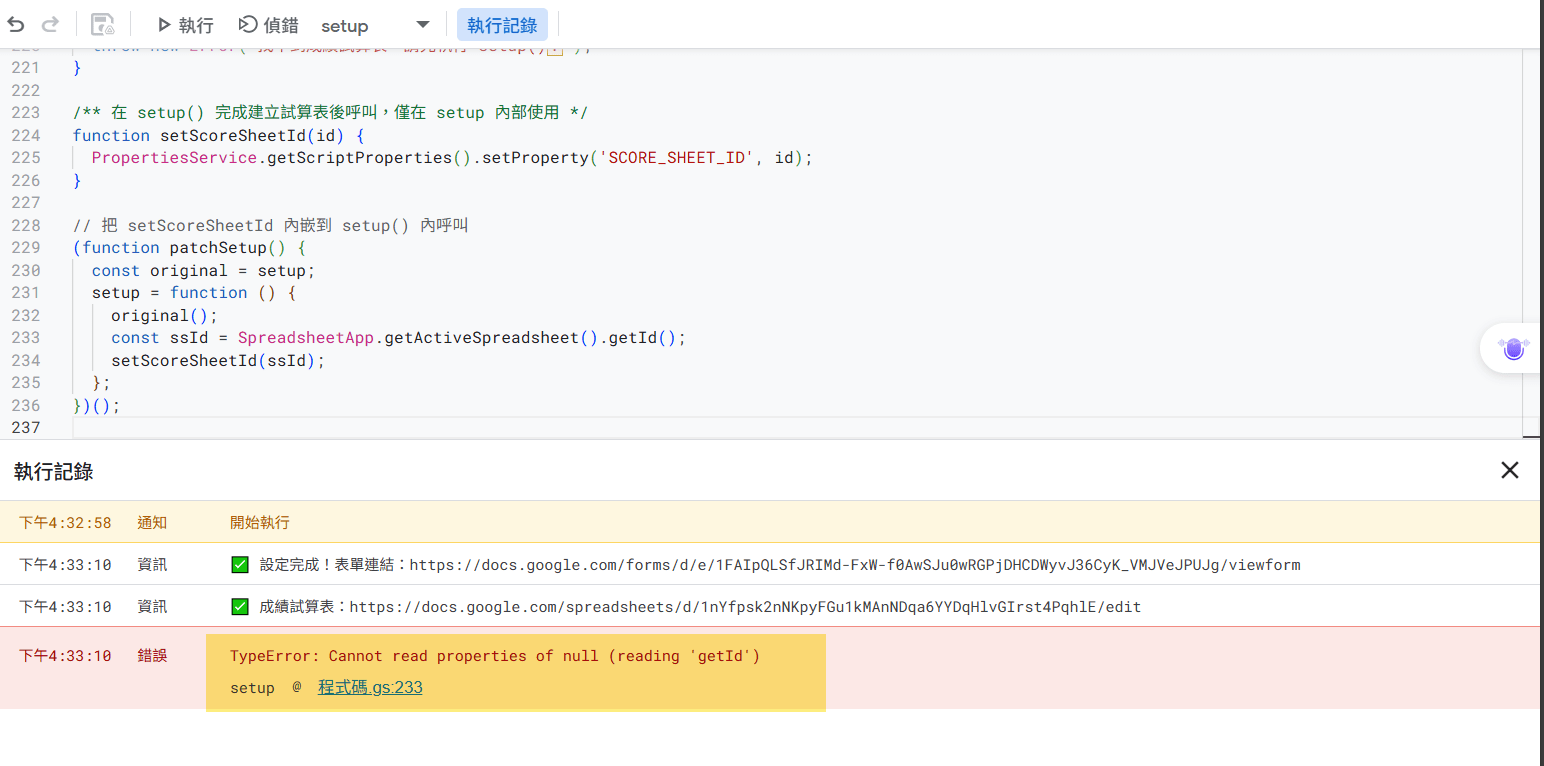 執行 偵錯 setup 執行記錄
221 }
222
223 /** 在 setup() 完成建立試算表後呼叫，僅在 setup 內部使用 */
224 function setScoreSheetId(id) {
225 PropertiesService.getScriptProperties().setProperty('SCORE_SHEET_ID', id);
226 }
227
228 // 把 setScoreSheetId 內嵌到 setup() 內呼叫
229 (function patchSetup() {
230 const original = setup;
231 setup = function () {
232 original();
233 const ssId = SpreadsheetApp.getActiveSpreadsheet().getId();
234 setScoreSheetId(ssId);
235 };
236 })();
237
執行記錄
下午4:32:58 通知 開始執行
下午4:33:10 資訊 ✅ 設定完成！表單連結：https://docs.google.com/forms/d/e/1FAIpQLSfJRIMd-FxW-f0AwSJu0wRGPjDHCDWyvJ36CyK_VMJVeJPUJg/viewform
下午4:33:10 資訊 ✅ 成績試算表：https://docs.google.com/spreadsheets/d/1nYfpsk2nNKpyFGu1kMAnNDqa6YYDqHlvGIrst4PqhlE/edit
下午4:33:10 錯誤 TypeError: Cannot read properties of null (reading 'getId')
setup @ 程式碼.gs:233